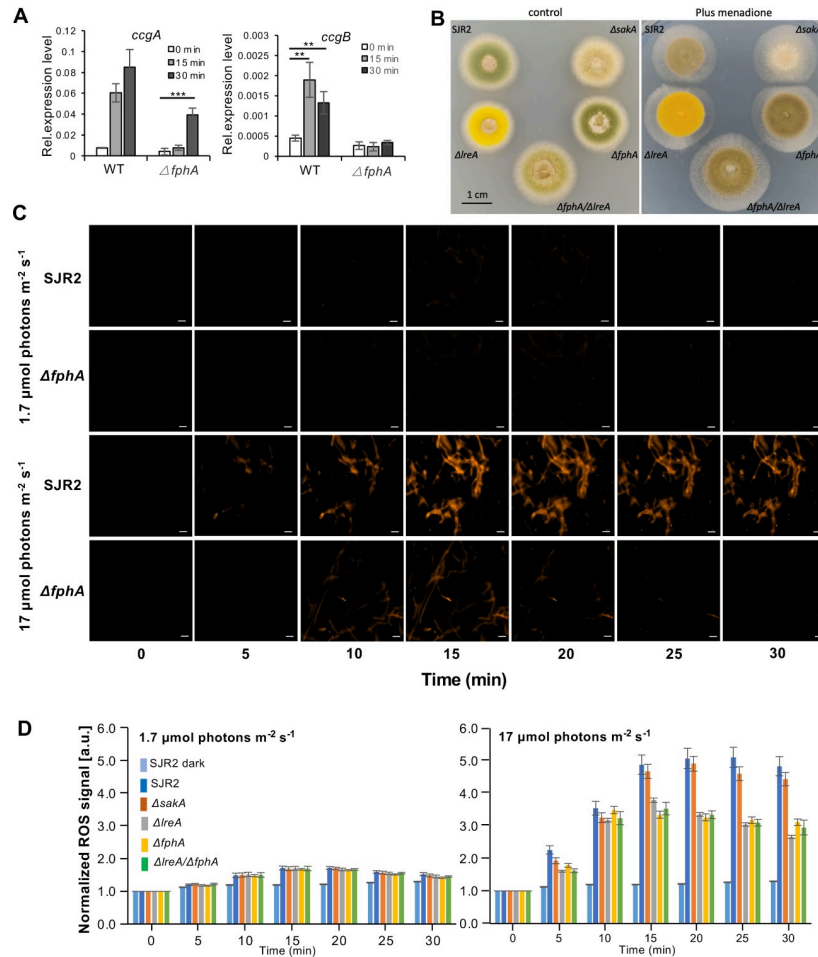 A
ccgA
Rel.expression level
0.12
0.1
0.08
0.06
0.04
0.02
0
0 min
15 min
30 min
***
WT
ΔfphA
ccgB
Rel.expression level
0.003
0.0025
0.002
0.0015
0.001
0.0005
0
**
**
0 min
15 min
30 min
WT
ΔfphA
B
control
Plus menadione
SJR2
ΔsakA
ΔlreA
ΔfphA
ΔfphA/ΔlreA
1 cm
SJR2
ΔsakA
ΔlreA
ΔfphA
ΔfphA/ΔlreA
C
1.7 µmol photons m-2 s-1
SJR2
ΔfphA
17 µmol photons m-2 s-1
SJR2
ΔfphA
0 5 10 15 20 25 30
Time (min)
D
Normalized ROS signal [a.u.]
6.0
5.0
4.0
3.0
2.0
1.0
0.0
1.7 µmol photons m-2 s-1
SJR2 dark
SJR2
ΔsakA
ΔlreA
ΔfphA
ΔlreA/ΔfphA
0 5 10 15 20 25 30
Time (min)
6.0
5.0
4.0
3.0
2.0
1.0
0.0
17 µmol photons m-2 s-1
0 5 10 15 20 25 30
Time (min)